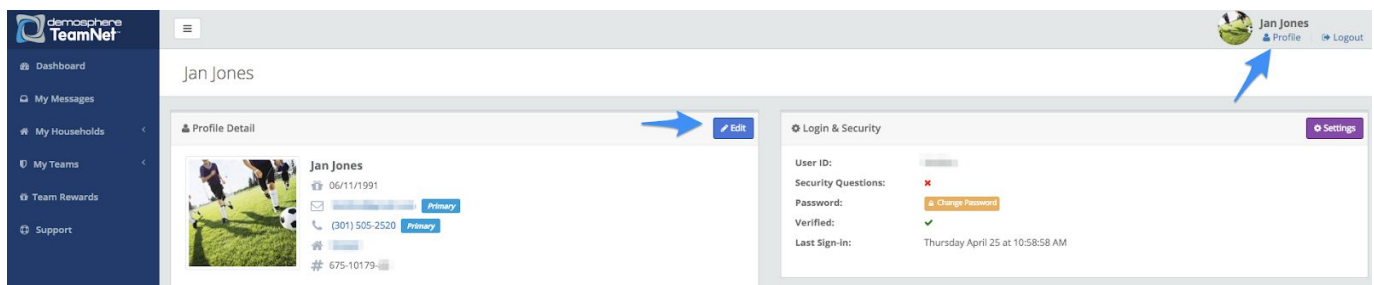 demosphere
TeamNet
Jan Jones
Profile
Logout
Dashboard
My Messages
My Households
My Teams
Team Rewards
Support
Jan Jones
Profile Detail
Edit
Jan Jones
06/11/1991
Primary
(301) 505-2520 Primary
# 675-10179-
Login & Security
Settings
User ID:
Security Questions:
Password: Change Password
Verified:
Last Sign-in: Thursday April 25 at 10:58:58 AM